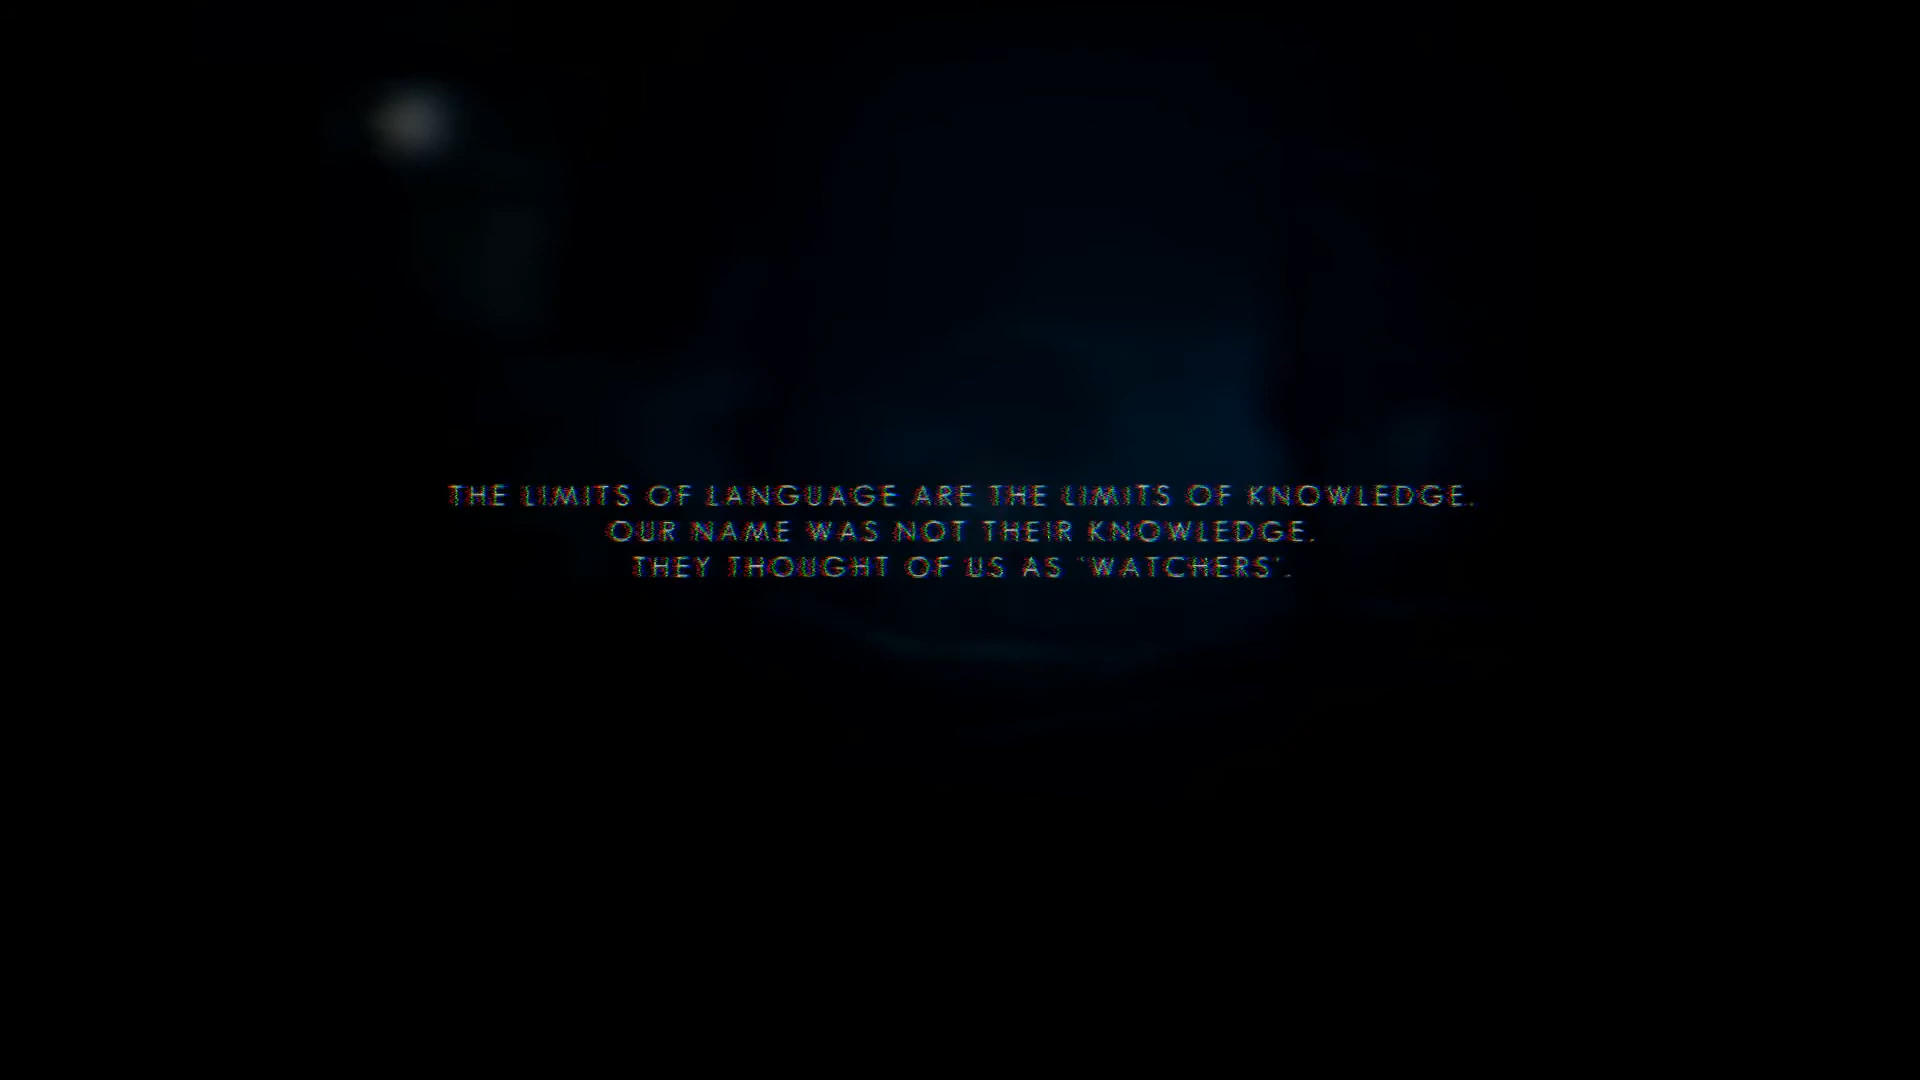 THE LIMITS OF LANGUAGE ARE THE LIMITS OF KNOWLEDGE.
OUR NAME WAS NOT THEIR KNOWLEDGE.
THEY THOUGHT OF US AS "WATCHERS".